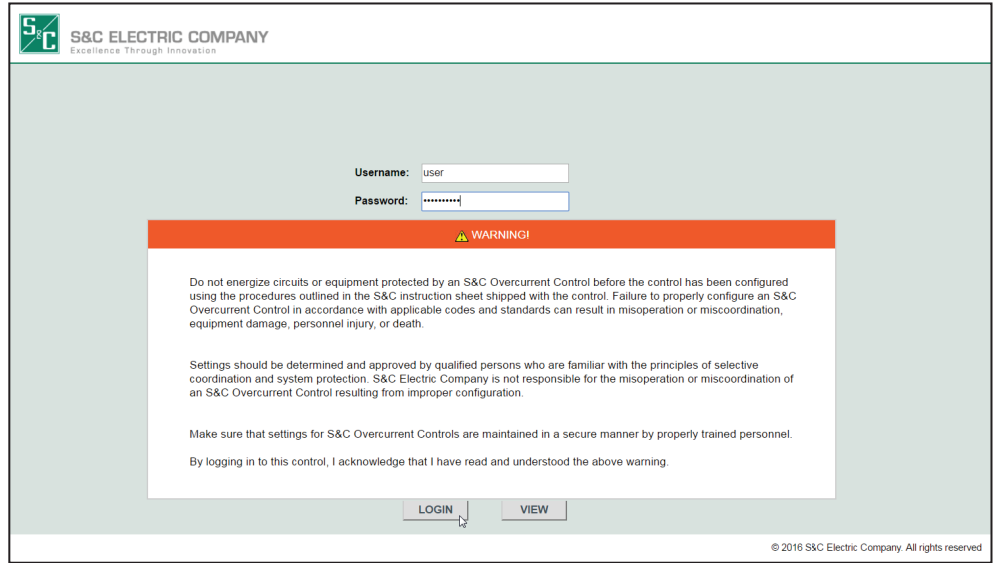 S&C
S&C ELECTRIC COMPANY
Excellence Through Innovation
Username: user
Password: ••••••••••
WARNING!
Do not energize circuits or equipment protected by an S&C Overcurrent Control before the control has been configured
using the procedures outlined in the S&C instruction sheet shipped with the control. Failure to properly configure an S&C
Overcurrent Control in accordance with applicable codes and standards can result in misoperation or miscoordination,
equipment damage, personnel injury, or death.
Settings should be determined and approved by qualified persons who are familiar with the principles of selective
coordination and system protection. S&C Electric Company is not responsible for the misoperation or miscoordination of
an S&C Overcurrent Control resulting from improper configuration.
Make sure that settings for S&C Overcurrent Controls are maintained in a secure manner by properly trained personnel.
By logging in to this control, I acknowledge that I have read and understood the above warning.
LOGIN VIEW
© 2016 S&C Electric Company. All rights reserved